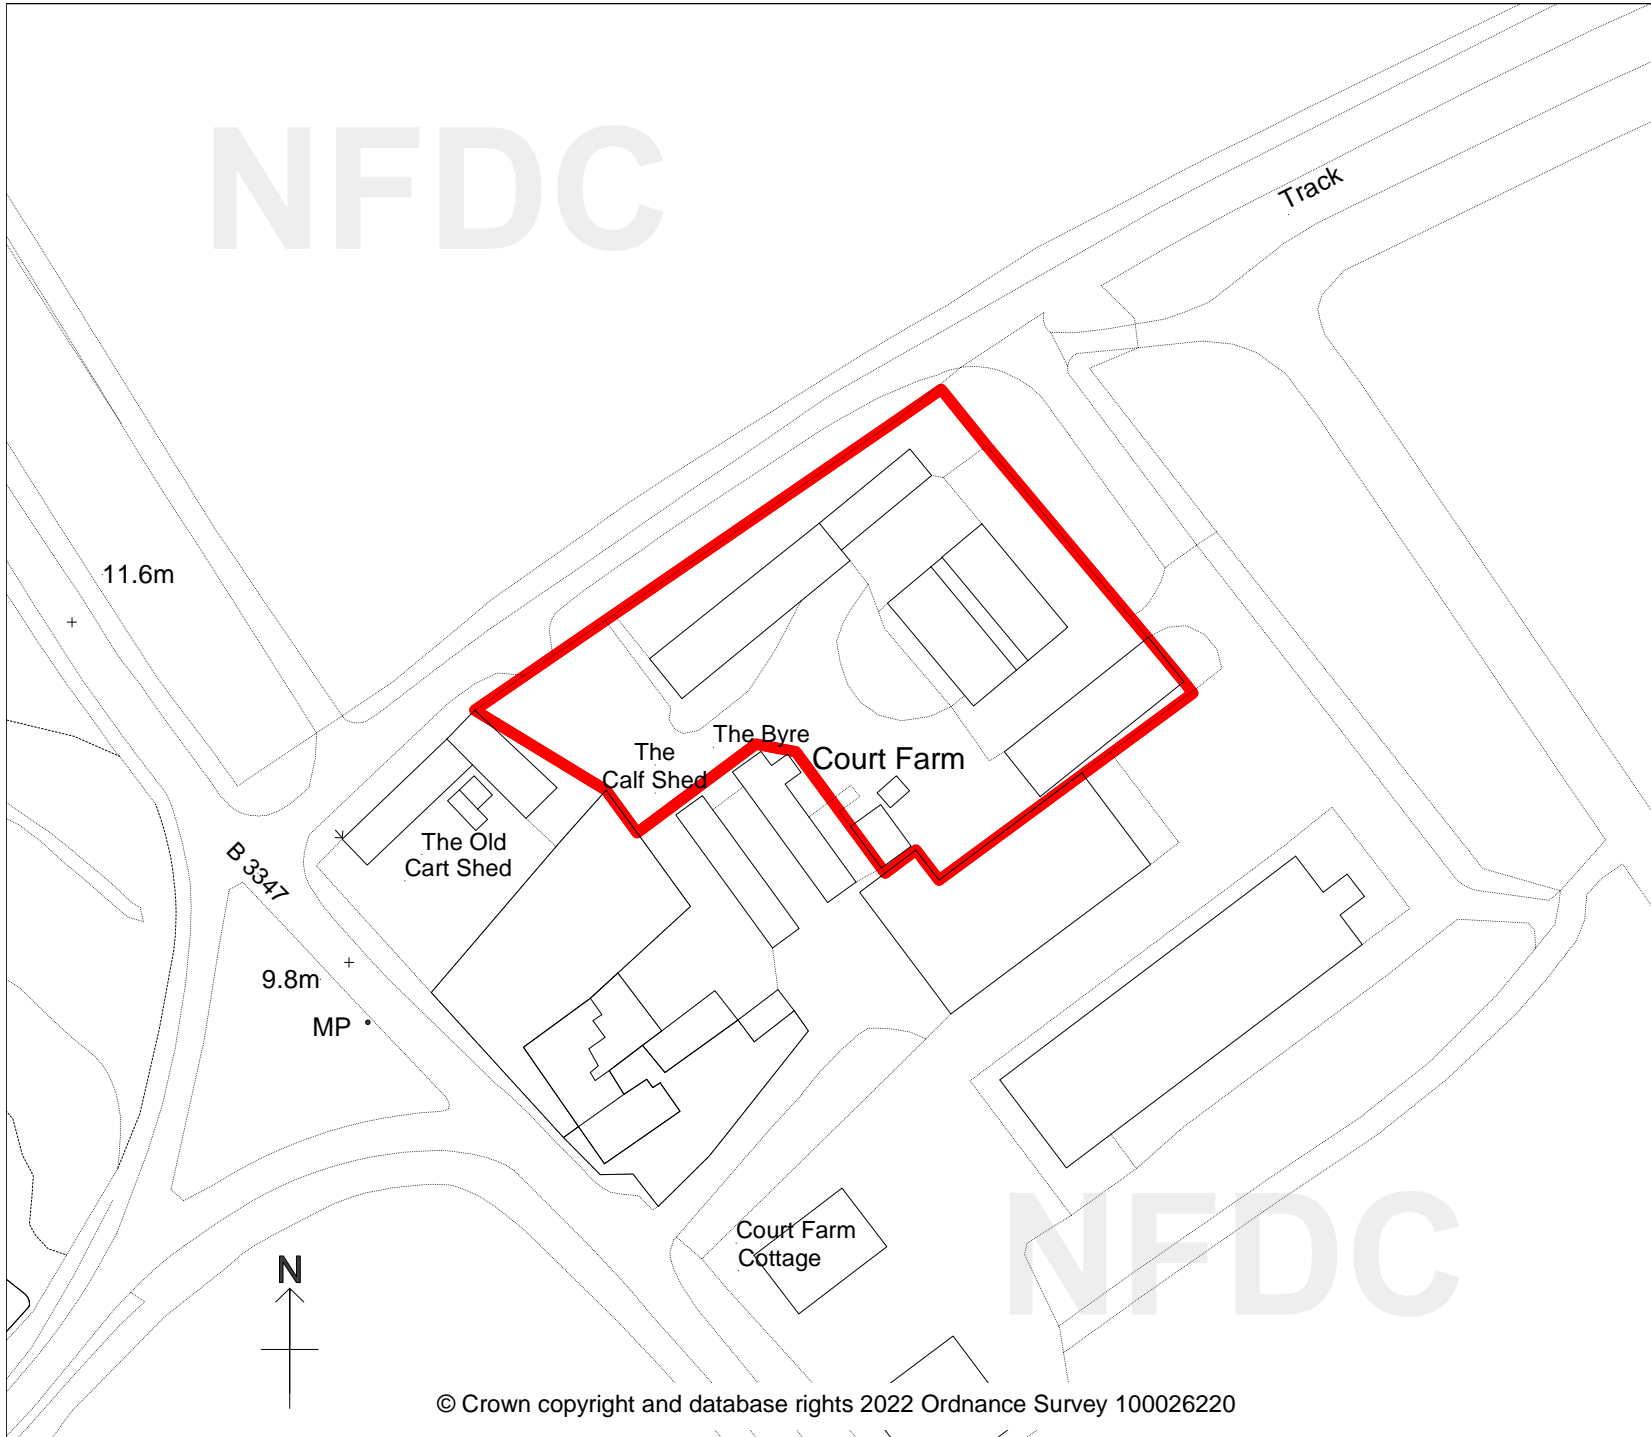 NFDC
Track
11.6m
The Byre
The
Calf Shed
Court Farm
The Old
Cart Shed
B 3347
9.8m
MP
NFDC
Court Farm
Cottage
N
© Crown copyright and database rights 2022 Ordnance Survey 100026220